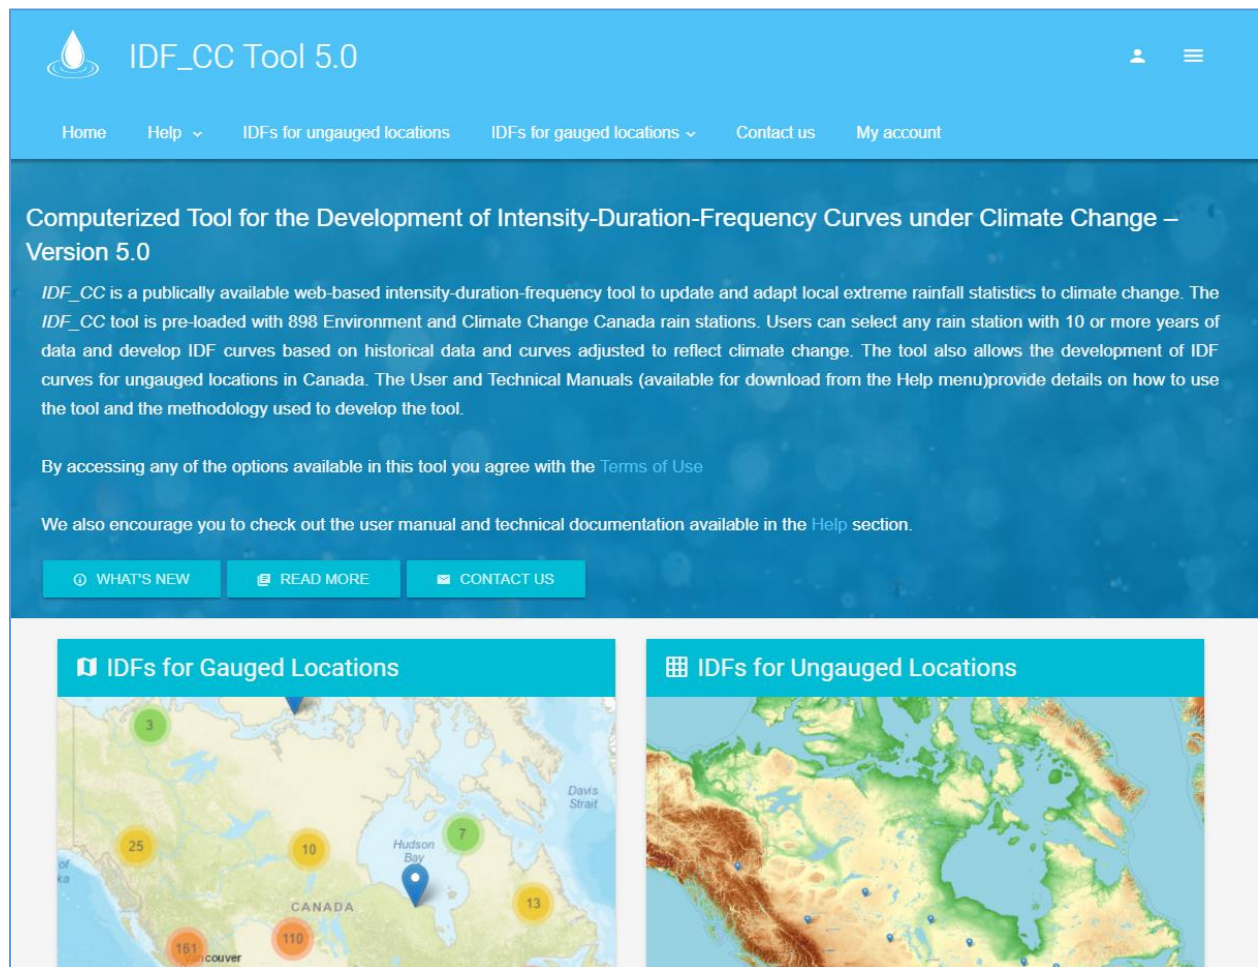 IDF_CC Tool 5.0
Home Help IDFs for ungauged locations IDFs for gauged locations Contact us My account
Computerized Tool for the Development of Intensity-Duration-Frequency Curves under Climate Change –
Version 5.0
IDF_CC is a publically available web-based intensity-duration-frequency tool to update and adapt local extreme rainfall statistics to climate change. The
IDF_CC tool is pre-loaded with 898 Environment and Climate Change Canada rain stations. Users can select any rain station with 10 or more years of
data and develop IDF curves based on historical data and curves adjusted to reflect climate change. The tool also allows the development of IDF
curves for ungauged locations in Canada. The User and Technical Manuals (available for download from the Help menu)provide details on how to use
the tool and the methodology used to develop the tool.
By accessing any of the options available in this tool you agree with the Terms of Use
We also encourage you to check out the user manual and technical documentation available in the Help section.
WHAT'S NEW READ MORE CONTACT US
IDFs for Gauged Locations
IDFs for Ungauged Locations
3
Davis
Strait
7
25
10
Hudson
Bay
of
ka
13
CANADA
110
161
couver